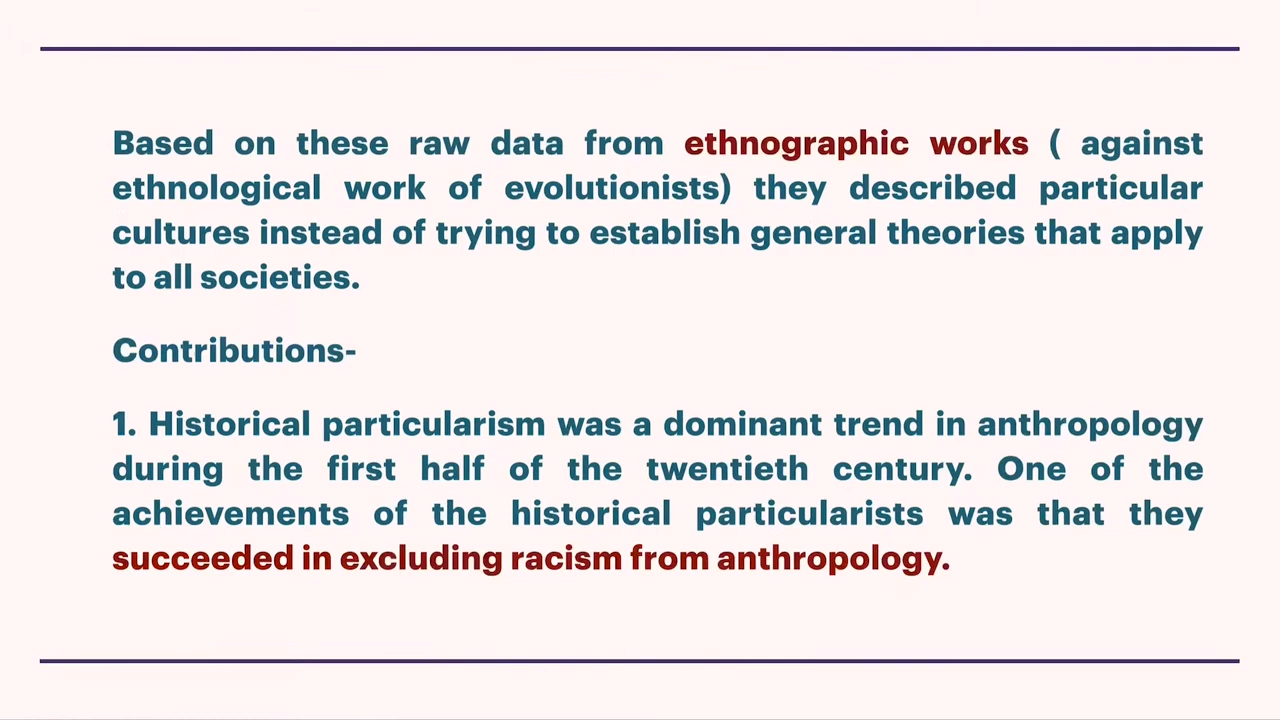 Based on these raw data from ethnographic works ( against
ethnological work of evolutionists) they described particular
cultures instead of trying to establish general theories that apply
to all societies.
Contributions-
1. Historical particularism was a dominant trend in anthropology
during the first half of the twentieth century. One of the
achievements of the historical particularists was that they
succeeded in excluding racism from anthropology.